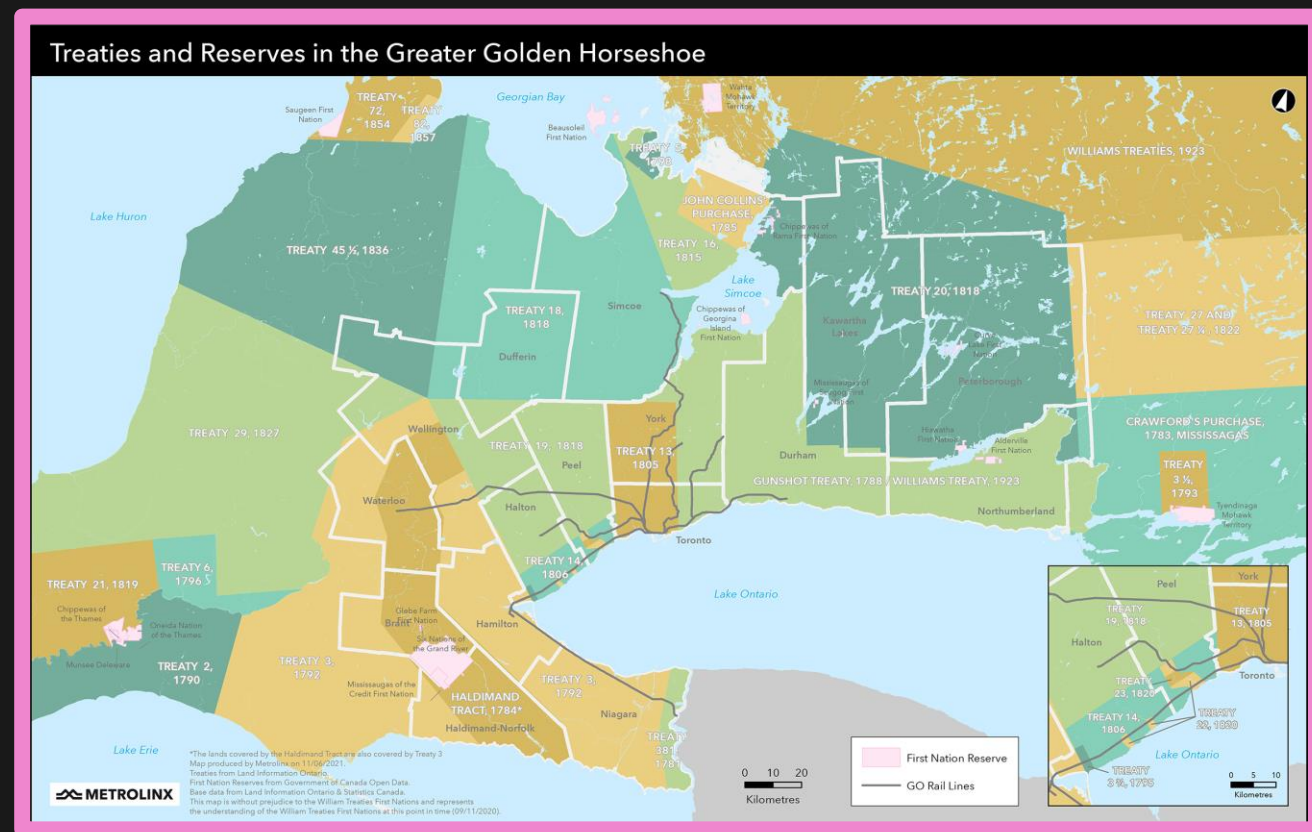 Treaties and Reserves in the Greater Golden Horseshoe
Saugeen First
Nation
TREATY
72,
1854
TREATY
82,
1857
Georgian Bay
Beausoleil
First Nation
Wahta
Mohawk
Territory
TREATY 5,
1798
WILLIAMS TREATIES, 1923
Lake Huron
TREATY 45 ½, 1836
JOHN COLLINS'
PURCHASE,
1785
Chippewas of
Rama First Nation
TREATY 16,
1815
Lake
Simcoe
TREATY 18,
1818
Simcoe
Chippewas of
Georgina
Island
First Nation
TREATY 20, 1818
Kawartha
Lakes
TREATY 27 AND
TREATY 27 ¼, 1822
Dufferin
Lake First
Nation
Peterborough
Mississaugas of
Scugog First
Nation
TREATY 29, 1827
Wellington
York
CRAWFORD'S PURCHASE,
1783, MISSISSAGAS
Hiawatha
First Nation
Alderville
First Nation
TREATY 19, 1818
Peel
TREATY 13,
1805
Durham
TREATY
3 ½,
1793
GUNSHOT TREATY, 1788 / WILLIAMS TREATY, 1923
Waterloo
Halton
Northumberland
Tyendinaga
Mohawk
Territory
Toronto
TREATY 14,
1806
TREATY 21, 1819
TREATY 6,
1796
Lake Ontario
Chippewas of
the Thames
Oneida Nation
of the Thames
Munsee Delaware
TREATY 2,
1790
Glebe Farm
First Nation
Brant
Hamilton
Six Nations of
the Grand River
TREATY 3,
1792
Mississaugas of the
Credit First Nation
HALDIMAND
TRACT, 1784*
Haldimand-Norfolk
TREATY 3,
1792
Niagara
TREATY
381,
1781
Lake Erie
*The lands covered by the Haldimand Tract are also covered by Treaty 3
Map produced by Metrolinx on 11/06/2021.
Treaties from Land Information Ontario.
First Nation Reserves from Government of Canada Open Data.
Base data from Land Information Ontario & Statistics Canada.
This map is without prejudice to the William Treaties First Nations and represents
the understanding of the William Treaties First Nations at this point in time (09/11/2020).
METROLINX
0 10 20
Kilometres
First Nation Reserve
GO Rail Lines
Peel
York
TREATY
19, 1818
TREATY
13, 1805
Halton
Toronto
TREATY
23, 1820
TREATY 14,
1806
TREATY
22, 1820
Lake Ontario
TREATY
3 ¾, 1795
0 5 10
Kilometres